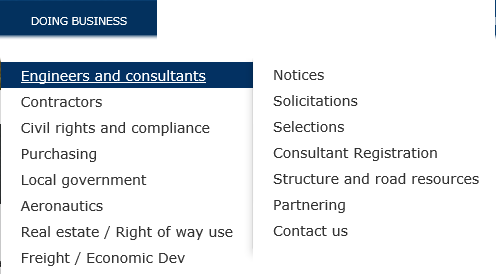 DOING BUSINESS
Engineers and consultants
Contractors
Civil rights and compliance
Purchasing
Local government
Aeronautics
Real estate / Right of way use
Freight / Economic Dev
Notices
Solicitations
Selections
Consultant Registration
Structure and road resources
Partnering
Contact us